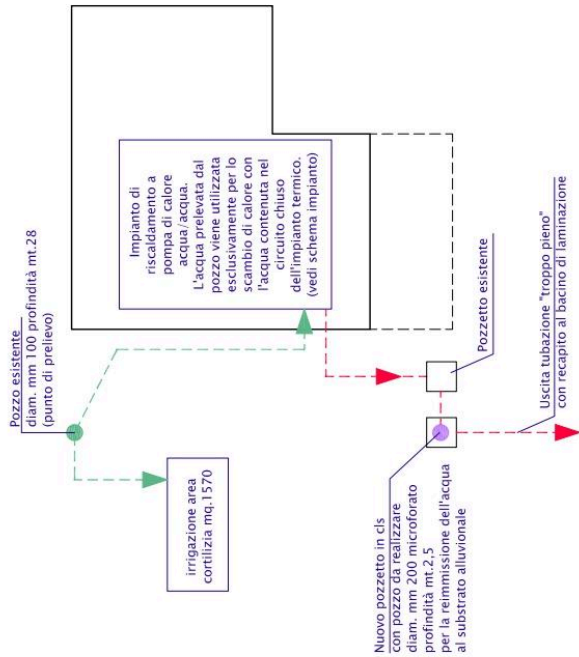 Pozzo esistente
diam. mm 100 profindità mt.28
(punto di prelievo)
irrigazione area
cortilizia mq.1570
Impianto di
riscaldamento a
pompa di calore
acqua/acqua.
L'acqua prelevata dal
pozzo viene utilizzata
esclusivamente per lo
scambio di calore con
l'acqua contenuta nel
circuito chiuso
dell'impianto termico.
(vedi schema impianto)
Nuovo pozzetto in cls
con pozzo da realizzare
diam. mm 200 microforato
profindità mt.2,5
per la reimmissione dell'acqua
al substrato alluvionale
Pozzetto esistente
Uscita tubazione "troppo pieno"
con recapito al bacino di laminazione